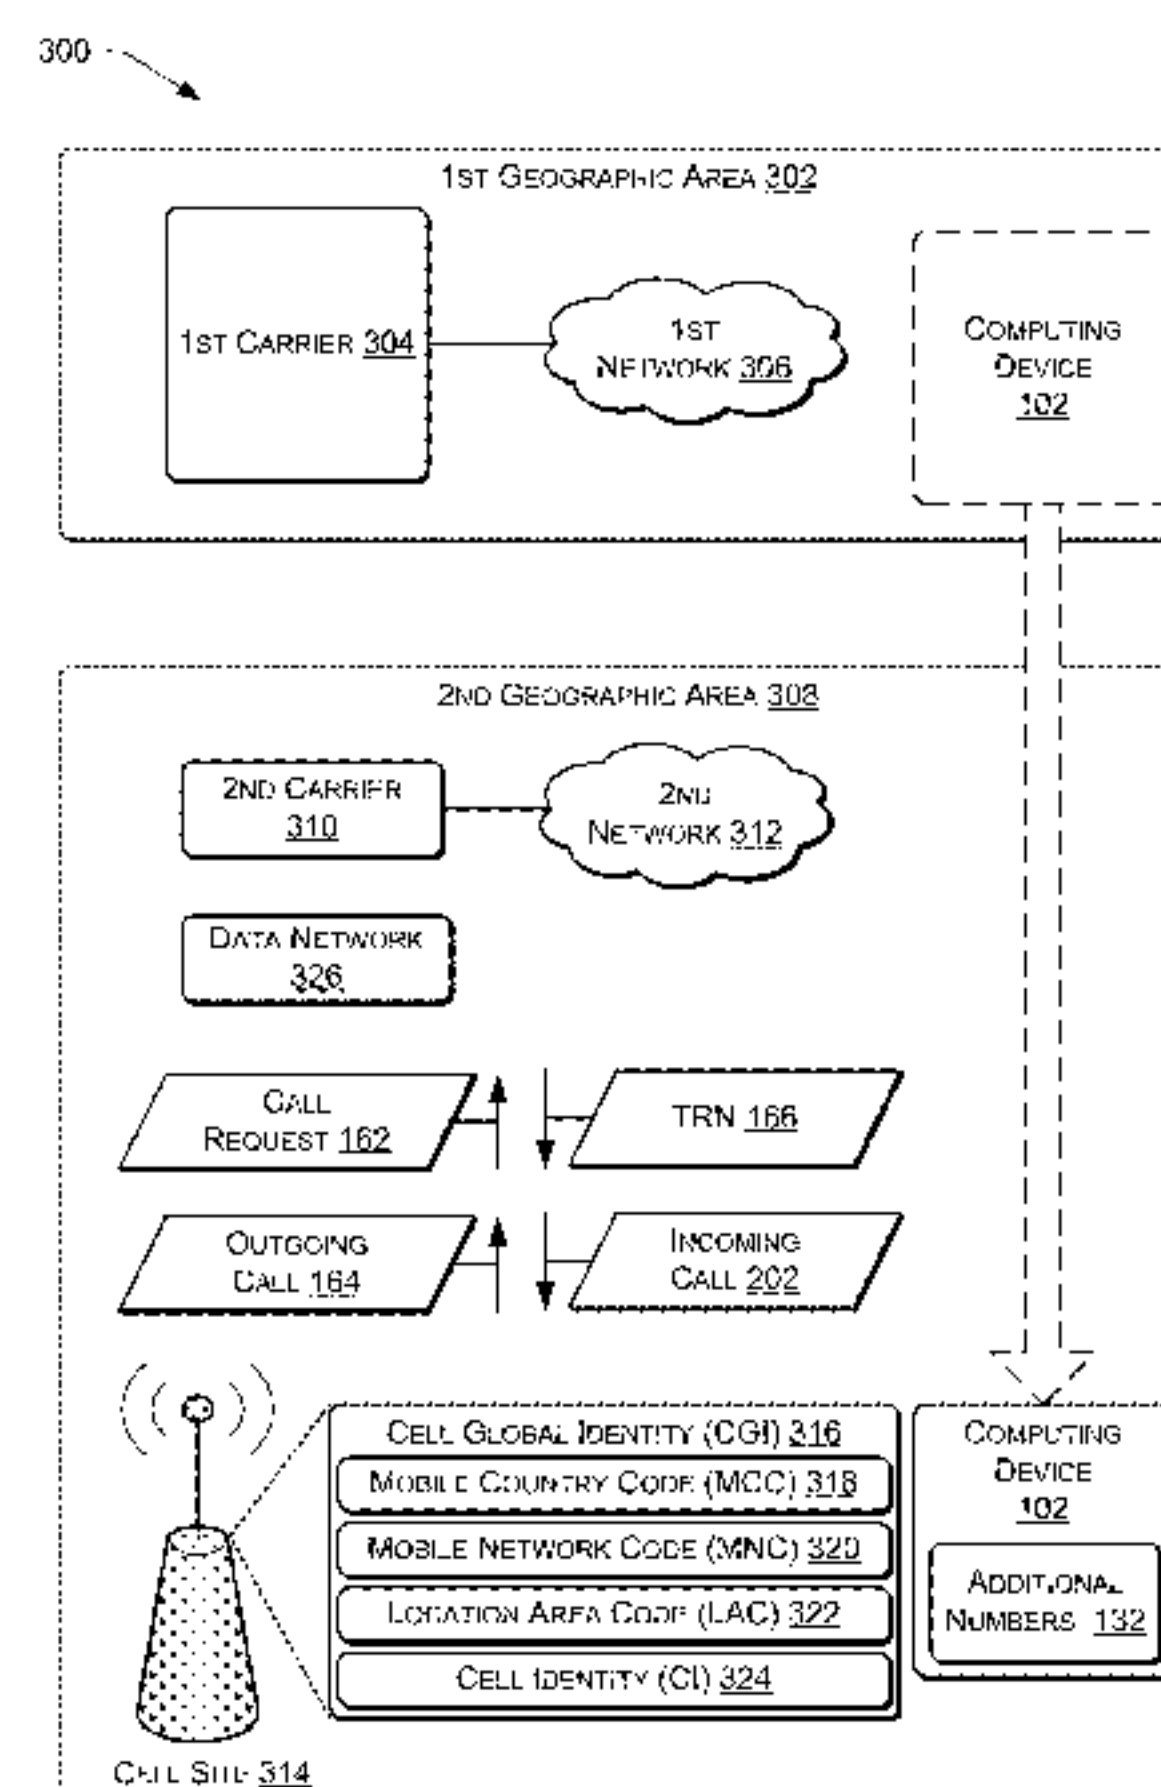 300
1ST GEOGRAPHIC AREA 302
1ST CARRIER 304
1ST
NETWORK 306
COMPUTING
DEVICE
102
2ND GEOGRAPHIC AREA 308
2ND CARRIER
310
2ND
NETWORK 312
DATA NETWORK
326
CALL
REQUEST 162
TRN 166
OUTGOING
CALL 164
INCOMING
CALL 202
CELL GLOBAL IDENTITY (CGI) 316
MOBILE COUNTRY CODE (MCC) 318
MOBILE NETWORK CODE (MNC) 320
LOCATION AREA CODE (LAC) 322
CELL IDENTITY (CI) 324
COMPUTING
DEVICE
102
ADDITIONAL
NUMBERS 132
CELL SITE 314